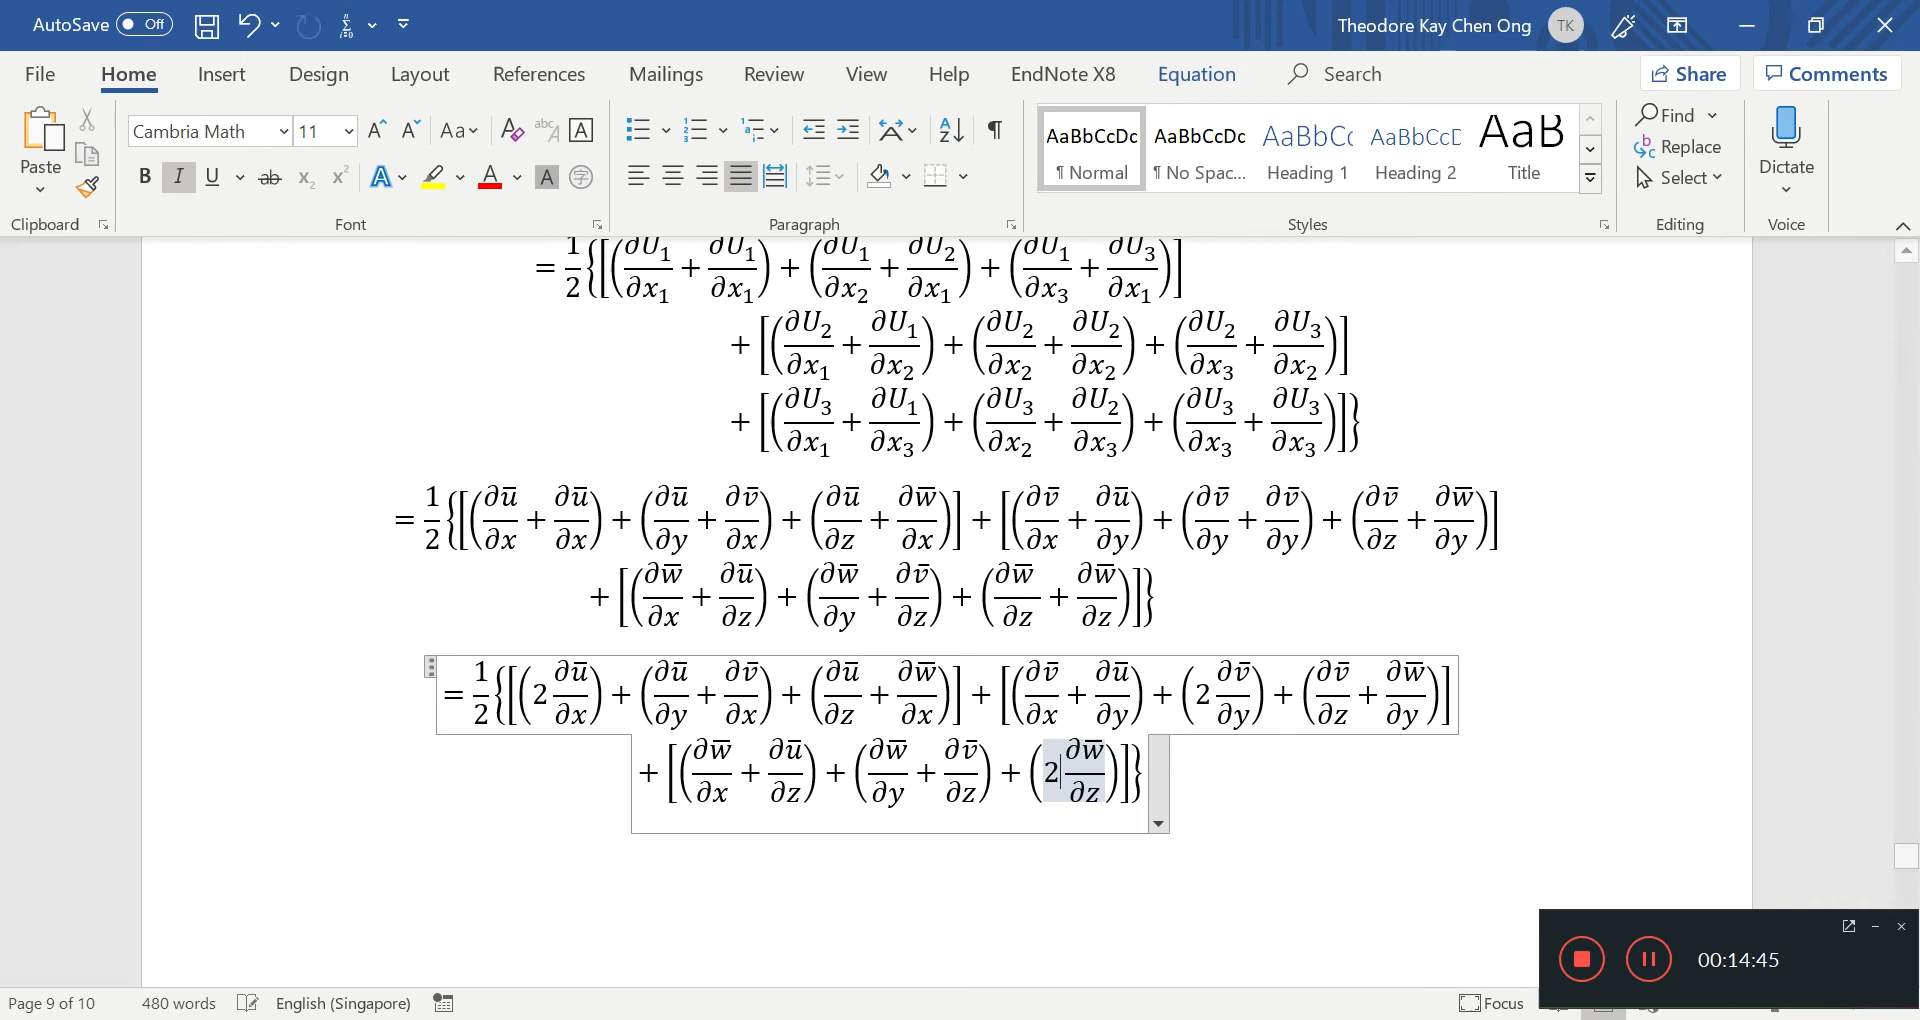 AutoSave Off Theodore Kay Chen Ong TK
File Home Insert Design Layout References Mailings Review View Help EndNote X8 Equation Search Share Comments
Paste Cambria Math 11 Aa B I U ab x₂ x² A A A A 字 AaBbCcDc AaBbCcDc AaBbCc AaBbCcD AaB Find Dictate
¶ Normal ¶ No Spac... Heading 1 Heading 2 Title Replace Select
Clipboard Font Paragraph Styles Editing Voice
= 1/2 {[(∂U₁/∂x₁ + ∂U₁/∂x₁) + (∂U₁/∂x₂ + ∂U₂/∂x₁) + (∂U₁/∂x₃ + ∂U₃/∂x₁)]
+ [(∂U₂/∂x₁ + ∂U₁/∂x₂) + (∂U₂/∂x₂ + ∂U₂/∂x₂) + (∂U₂/∂x₃ + ∂U₃/∂x₂)]
+ [(∂U₃/∂x₁ + ∂U₁/∂x₃) + (∂U₃/∂x₂ + ∂U₂/∂x₃) + (∂U₃/∂x₃ + ∂U₃/∂x₃)]}
= 1/2 {[(∂u̅/∂x + ∂u̅/∂x) + (∂u̅/∂y + ∂v̅/∂x) + (∂u̅/∂z + ∂w̅/∂x)] + [(∂v̅/∂x + ∂u̅/∂y) + (∂v̅/∂y + ∂v̅/∂y) + (∂v̅/∂z + ∂w̅/∂y)]
+ [(∂w̅/∂x + ∂u̅/∂z) + (∂w̅/∂y + ∂v̅/∂z) + (∂w̅/∂z + ∂w̅/∂z)]}
= 1/2 {[(2 ∂u̅/∂x) + (∂u̅/∂y + ∂v̅/∂x) + (∂u̅/∂z + ∂w̅/∂x)] + [(∂v̅/∂x + ∂u̅/∂y) + (2 ∂v̅/∂y) + (∂v̅/∂z + ∂w̅/∂y)]
+ [(∂w̅/∂x + ∂u̅/∂z) + (∂w̅/∂y + ∂v̅/∂z) + (2 ∂w̅/∂z)]}
00:14:45
Page 9 of 10 480 words English (Singapore) Focus